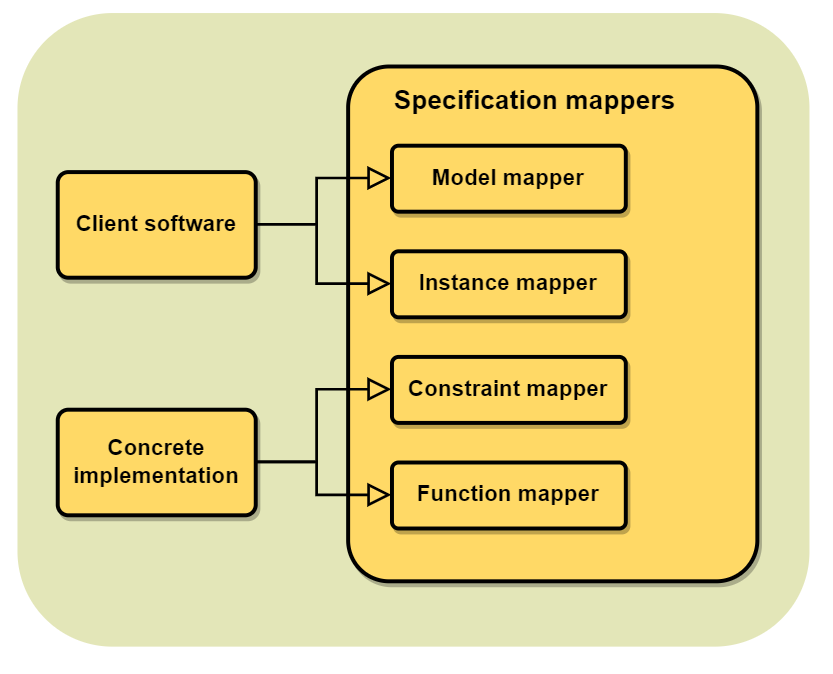 Specification mappers
Model mapper
Client software
Instance mapper
Constraint mapper
Concrete
implementation
Function mapper